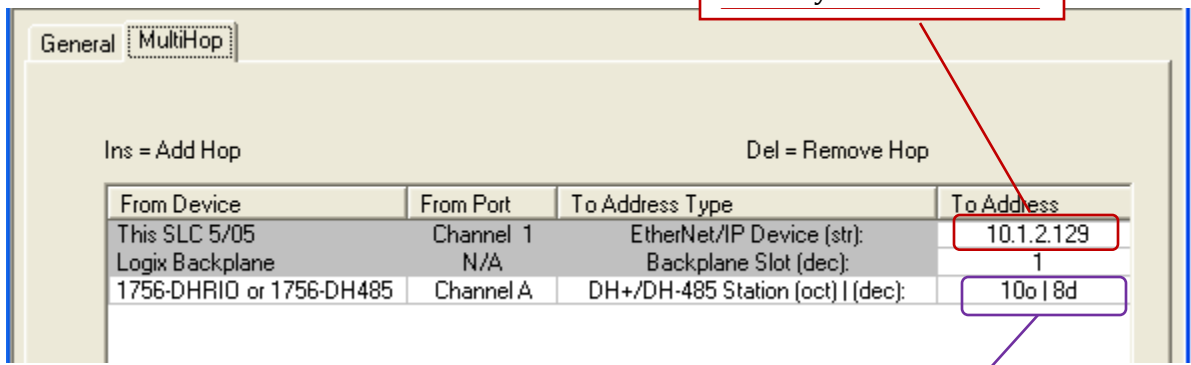 General MultiHop
Ins = Add Hop Del = Remove Hop
From Device From Port To Address Type To Address
This SLC 5/05 Channel 1 EtherNet/IP Device (str): 10.1.2.129
Logix Backplane N/A Backplane Slot (dec): 1
1756-DHRIO or 1756-DH485 Channel A DH+/DH-485 Station (oct) | (dec): 10o | 8d